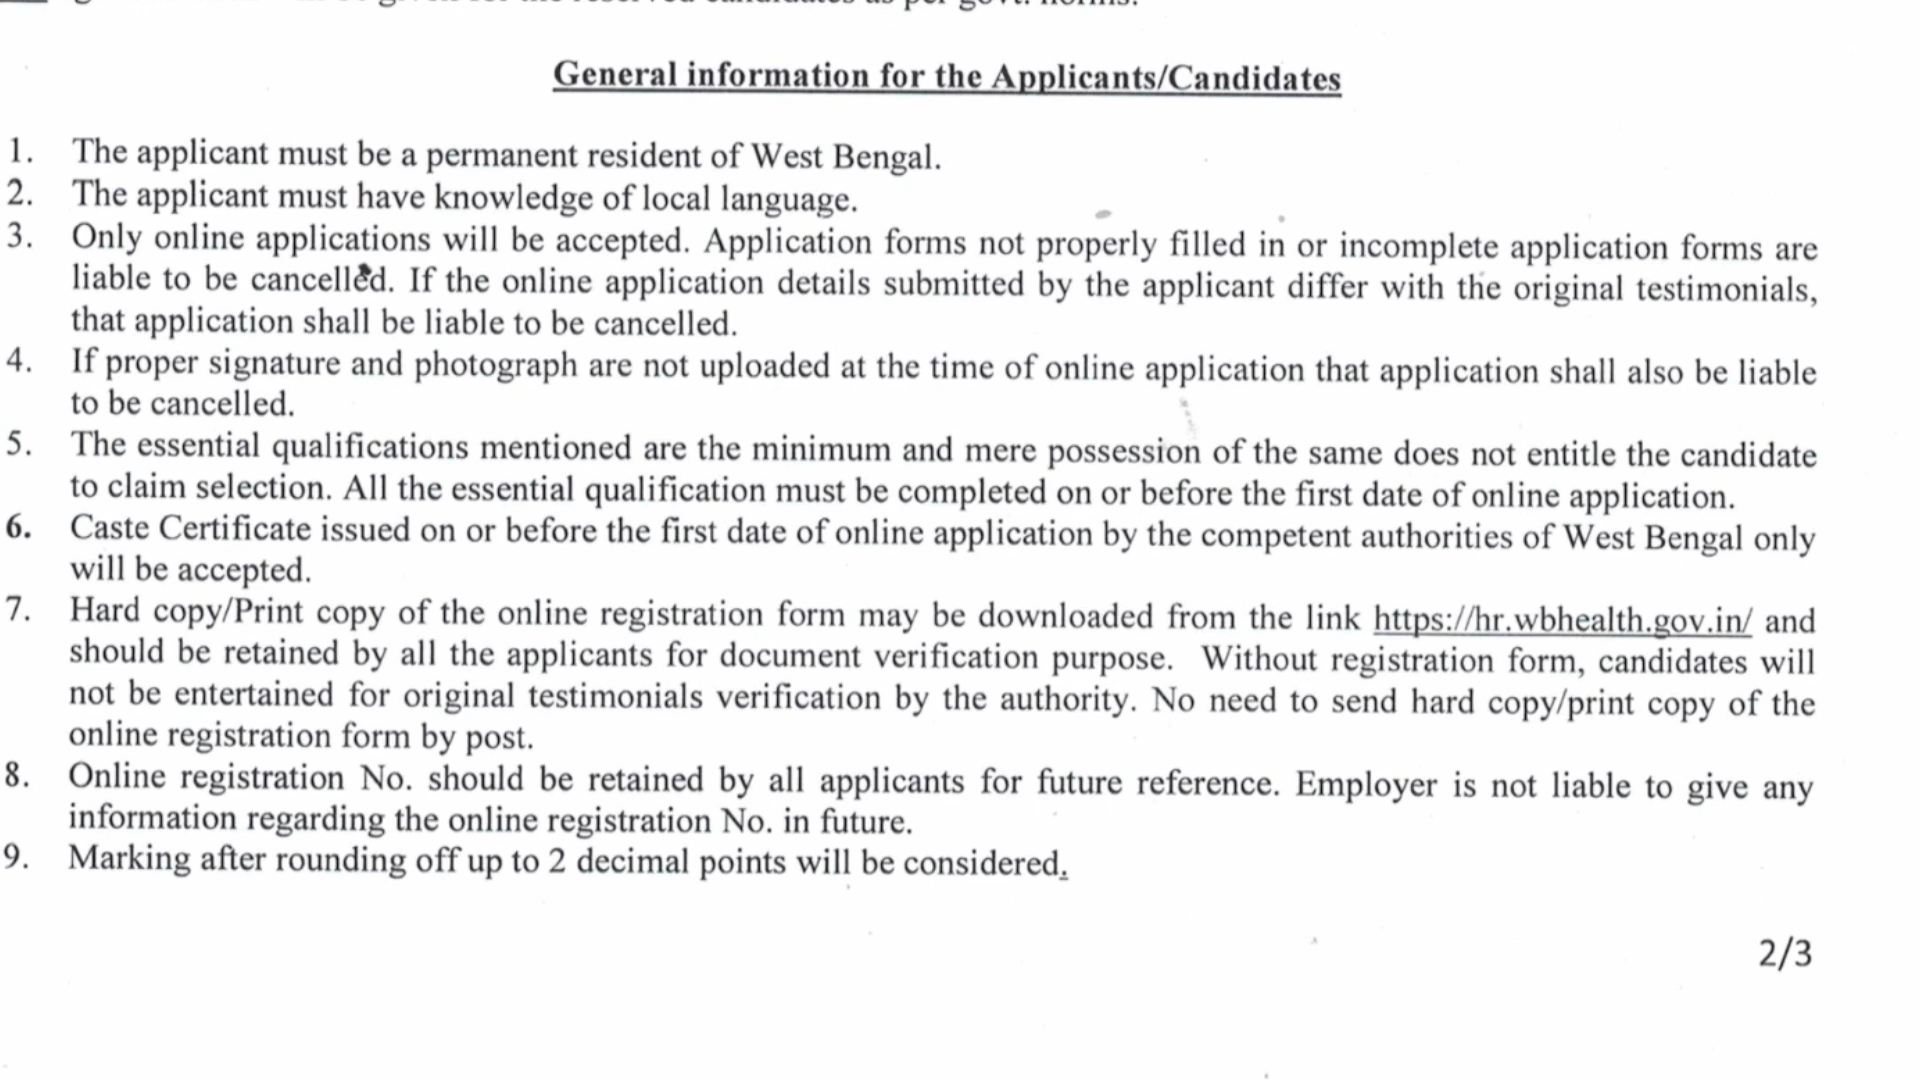 given for the reserved candidates as per govt. norms.
General information for the Applicants/Candidates
1. The applicant must be a permanent resident of West Bengal.
2. The applicant must have knowledge of local language.
3. Only online applications will be accepted. Application forms not properly filled in or incomplete application forms are
liable to be cancelled. If the online application details submitted by the applicant differ with the original testimonials,
that application shall be liable to be cancelled.
4. If proper signature and photograph are not uploaded at the time of online application that application shall also be liable
to be cancelled.
5. The essential qualifications mentioned are the minimum and mere possession of the same does not entitle the candidate
to claim selection. All the essential qualification must be completed on or before the first date of online application.
6. Caste Certificate issued on or before the first date of online application by the competent authorities of West Bengal only
will be accepted.
7. Hard copy/Print copy of the online registration form may be downloaded from the link https://hr.wbhealth.gov.in/ and
should be retained by all the applicants for document verification purpose. Without registration form, candidates will
not be entertained for original testimonials verification by the authority. No need to send hard copy/print copy of the
online registration form by post.
8. Online registration No. should be retained by all applicants for future reference. Employer is not liable to give any
information regarding the online registration No. in future.
9. Marking after rounding off up to 2 decimal points will be considered.
2/3